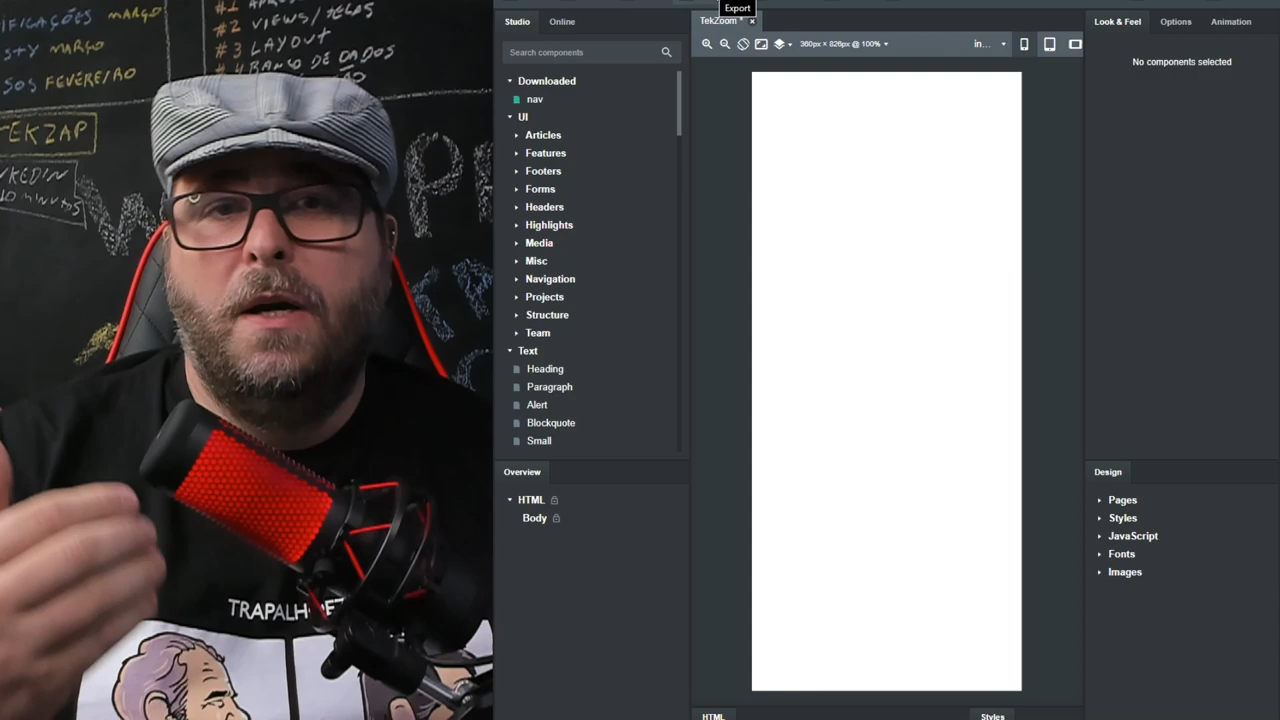 IFICAÇÕES MARÇO
STY MARÇO
SOS FEVEREIRO
TEKZAP
#1
#2 VIEWS/TELAS
#3 LAYOUT
#4 BANCO DE DADOS
TRAPALH
Export
Studio
Online
Search components
Downloaded
nav
UI
Articles
Features
Footers
Forms
Headers
Highlights
Media
Misc
Navigation
Projects
Structure
Team
Text
Heading
Paragraph
Alert
Blockquote
Small
Overview
HTML
Body
TekZoom *
360px × 826px @ 100%
in...
HTML
Styles
Look & Feel
Options
Animation
No components selected
Design
Pages
Styles
JavaScript
Fonts
Images